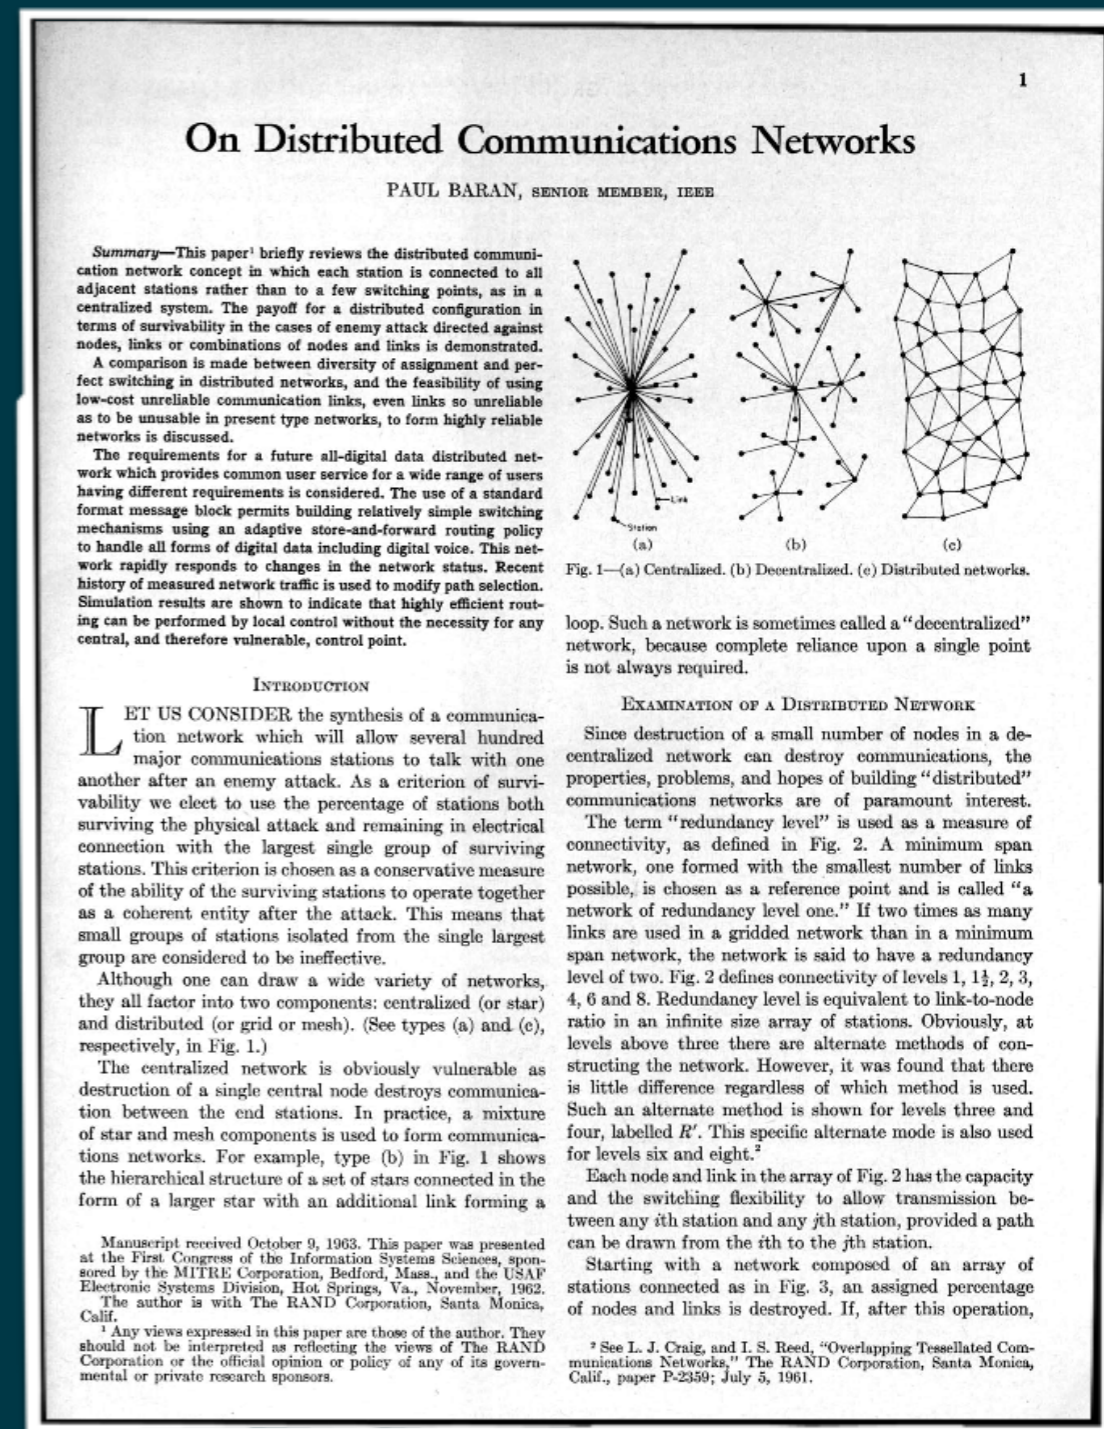 1
On Distributed Communications Networks
PAUL BARAN, SENIOR MEMBER, IEEE
Summary—This paper¹ briefly reviews the distributed communi-
cation network concept in which each station is connected to all
adjacent stations rather than to a few switching points, as in a
centralized system. The payoff for a distributed configuration in
terms of survivability in the cases of enemy attack directed against
nodes, links or combinations of nodes and links is demonstrated.
A comparison is made between diversity of assignment and per-
fect switching in distributed networks, and the feasibility of using
low-cost unreliable communication links, even links so unreliable
as to be unusable in present type networks, to form highly reliable
networks is discussed.
The requirements for a future all-digital data distributed net-
work which provides common user service for a wide range of users
having different requirements is considered. The use of a standard
format message block permits building relatively simple switching
mechanisms using an adaptive store-and-forward routing policy
to handle all forms of digital data including digital voice. This net-
work rapidly responds to changes in the network status. Recent
history of measured network traffic is used to modify path selection.
Simulation results are shown to indicate that highly efficient rout-
ing can be performed by local control without the necessity for any
central, and therefore vulnerable, control point.
INTRODUCTION
LET US CONSIDER the synthesis of a communica-
tion network which will allow several hundred
major communications stations to talk with one
another after an enemy attack. As a criterion of survi-
vability we elect to use the percentage of stations both
surviving the physical attack and remaining in electrical
connection with the largest single group of surviving
stations. This criterion is chosen as a conservative measure
of the ability of the surviving stations to operate together
as a coherent entity after the attack. This means that
small groups of stations isolated from the single largest
group are considered to be ineffective.
Although one can draw a wide variety of networks,
they all factor into two components: centralized (or star)
and distributed (or grid or mesh). (See types (a) and (c),
respectively, in Fig. 1.)
The centralized network is obviously vulnerable as
destruction of a single central node destroys communica-
tion between the end stations. In practice, a mixture
of star and mesh components is used to form communica-
tions networks. For example, type (b) in Fig. 1 shows
the hierarchical structure of a set of stars connected in the
form of a larger star with an additional link forming a
Manuscript received October 9, 1963. This paper was presented
at the First Congress of the Information Systems Sciences, spon-
sored by the MITRE Corporation, Bedford, Mass., and the USAF
Electronic Systems Division, Hot Springs, Va., November, 1962.
The author is with The RAND Corporation, Santa Monica,
Calif.
¹ Any views expressed in this paper are those of the author. They
should not be interpreted as reflecting the views of The RAND
Corporation or the official opinion or policy of any of its govern-
mental or private research sponsors.
Link
Station
(a)
(b)
(c)
Fig. 1—(a) Centralized. (b) Decentralized. (c) Distributed networks.
loop. Such a network is sometimes called a "decentralized"
network, because complete reliance upon a single point
is not always required.
EXAMINATION OF A DISTRIBUTED NETWORK
Since destruction of a small number of nodes in a de-
centralized network can destroy communications, the
properties, problems, and hopes of building "distributed"
communications networks are of paramount interest.
The term "redundancy level" is used as a measure of
connectivity, as defined in Fig. 2. A minimum span
network, one formed with the smallest number of links
possible, is chosen as a reference point and is called "a
network of redundancy level one." If two times as many
links are used in a gridded network than in a minimum
span network, the network is said to have a redundancy
level of two. Fig. 2 defines connectivity of levels 1, 1½, 2, 3,
4, 6 and 8. Redundancy level is equivalent to link-to-node
ratio in an infinite size array of stations. Obviously, at
levels above three there are alternate methods of con-
structing the network. However, it was found that there
is little difference regardless of which method is used.
Such an alternate method is shown for levels three and
four, labelled R′. This specific alternate mode is also used
for levels six and eight.²
Each node and link in the array of Fig. 2 has the capacity
and the switching flexibility to allow transmission be-
tween any ith station and any jth station, provided a path
can be drawn from the ith to the jth station.
Starting with a network composed of an array of
stations connected as in Fig. 3, an assigned percentage
of nodes and links is destroyed. If, after this operation,
² See L. J. Craig, and I. S. Reed, "Overlapping Tessellated Com-
munications Networks," The RAND Corporation, Santa Monica,
Calif., paper P-2359; July 5, 1961.